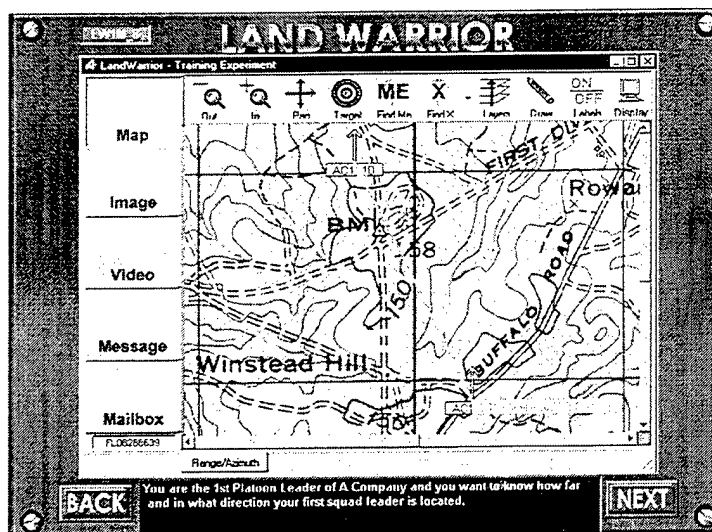 LAND WARRIOR
LandWarrior - Training Experiment
ME
X
ON
OFF
Out
In
Pan
Target
Find Me
Find X
Layers
Draw
Labels
Display
Map
Image
Video
Message
Mailbox
FIRST
AC1 10
BM
58
150
Winstead Hill
BUFFALO ROAD
Range/Azimuth
BACK
You are the 1st Platoon Leader of A Company and you want to know how far
and in what direction your first squad leader is located.
NEXT